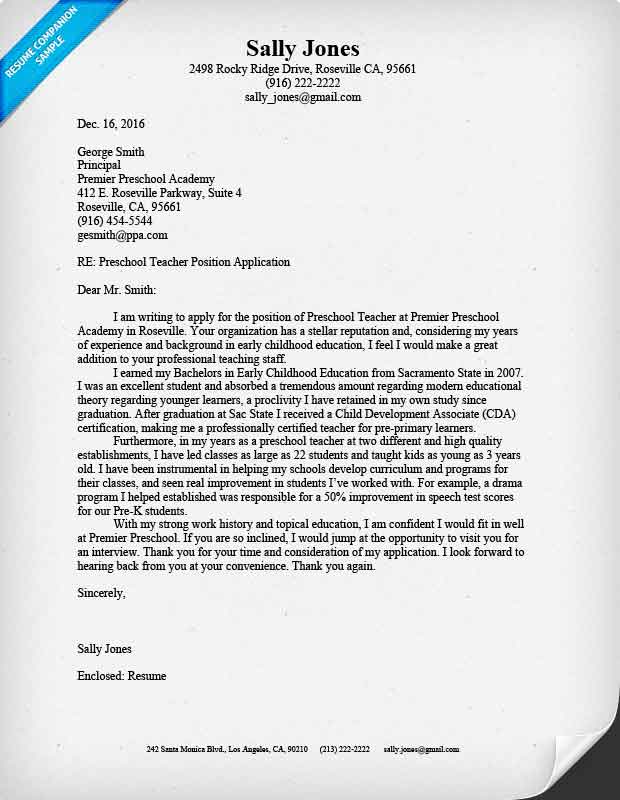 RESUME COMPANION
SAMPLE
Sally Jones
2498 Rocky Ridge Drive, Roseville CA, 95661
(916) 222-2222
sally_jones@gmail.com
Dec. 16, 2016
George Smith
Principal
Premier Preschool Academy
412 E. Roseville Parkway, Suite 4
Roseville, CA, 95661
(916) 454-5544
gesmith@ppa.com
RE: Preschool Teacher Position Application
Dear Mr. Smith:
I am writing to apply for the position of Preschool Teacher at Premier Preschool
Academy in Roseville. Your organization has a stellar reputation and, considering my years
of experience and background in early childhood education, I feel I would make a great
addition to your professional teaching staff.
I earned my Bachelors in Early Childhood Education from Sacramento State in 2007.
I was an excellent student and absorbed a tremendous amount regarding modern educational
theory regarding younger learners, a proclivity I have retained in my own study since
graduation. After graduation at Sac State I received a Child Development Associate (CDA)
certification, making me a professionally certified teacher for pre-primary learners.
Furthermore, in my years as a preschool teacher at two different and high quality
establishments, I have led classes as large as 22 students and taught kids as young as 3 years
old. I have been instrumental in helping my schools develop curriculum and programs for
their classes, and seen real improvement in students I've worked with. For example, a drama
program I helped established was responsible for a 50% improvement in speech test scores
for our Pre-K students.
With my strong work history and topical education, I am confident I would fit in well
at Premier Preschool. If you are so inclined, I would jump at the opportunity to visit you for
an interview. Thank you for your time and consideration of my application. I look forward to
hearing back from you at your convenience. Thank you again.
Sincerely,
Sally Jones
Enclosed: Resume
242 Santa Monica Blvd., Los Angeles, CA, 90210 (213) 222-2222 sally.jones@gmail.com